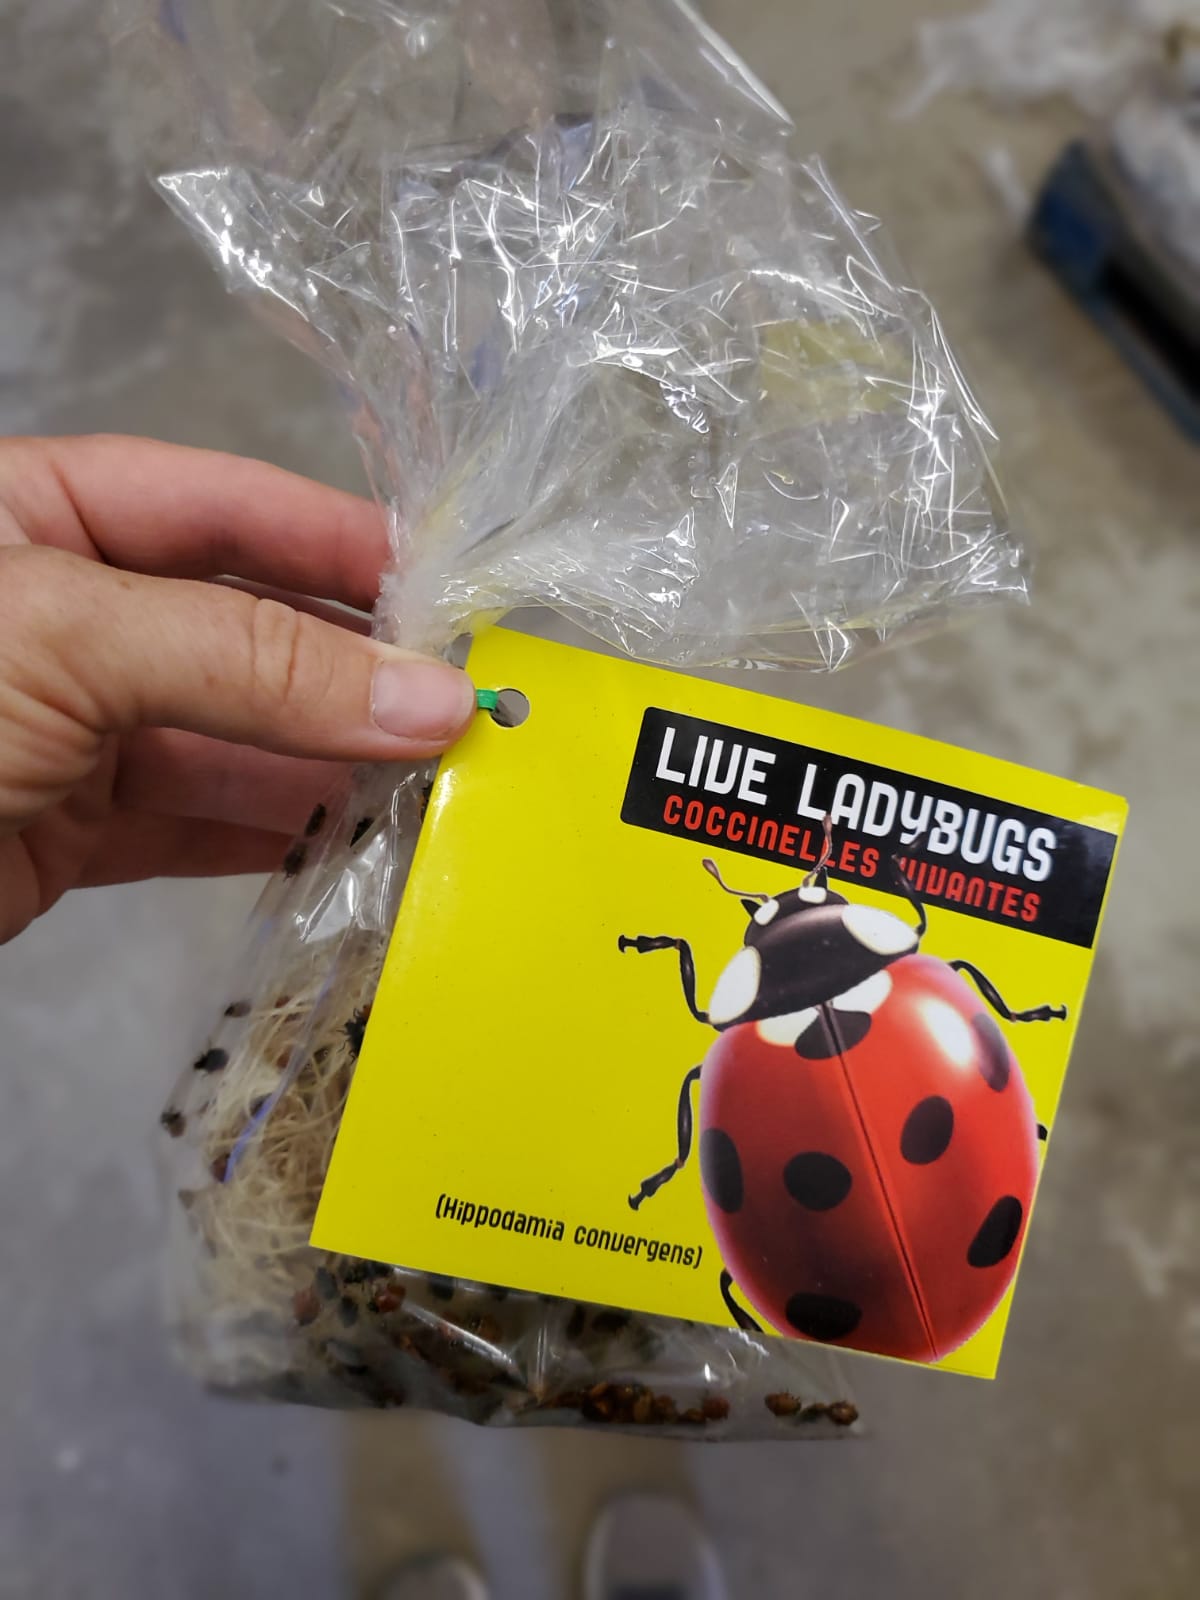 LIVE LADYBUGS
COCCINELLES VIVANTES
(Hippodamia convergens)